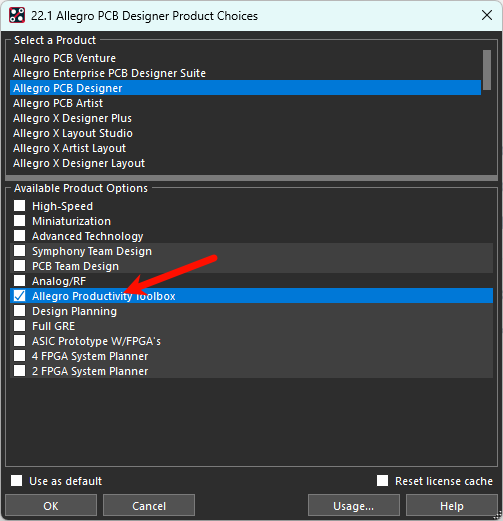 22.1 Allegro PCB Designer Product Choices
Select a Product
Allegro PCB Venture
Allegro Enterprise PCB Designer Suite
Allegro PCB Designer
Allegro PCB Artist
Allegro X Designer Plus
Allegro X Layout Studio
Allegro X Artist Layout
Allegro X Designer Layout
Available Product Options
High-Speed
Miniaturization
Advanced Technology
Symphony Team Design
PCB Team Design
Analog/RF
Allegro Productivity Toolbox
Design Planning
Full GRE
ASIC Prototype W/FPGA's
4 FPGA System Planner
2 FPGA System Planner
Use as default Reset license cache
OK Cancel Usage... Help